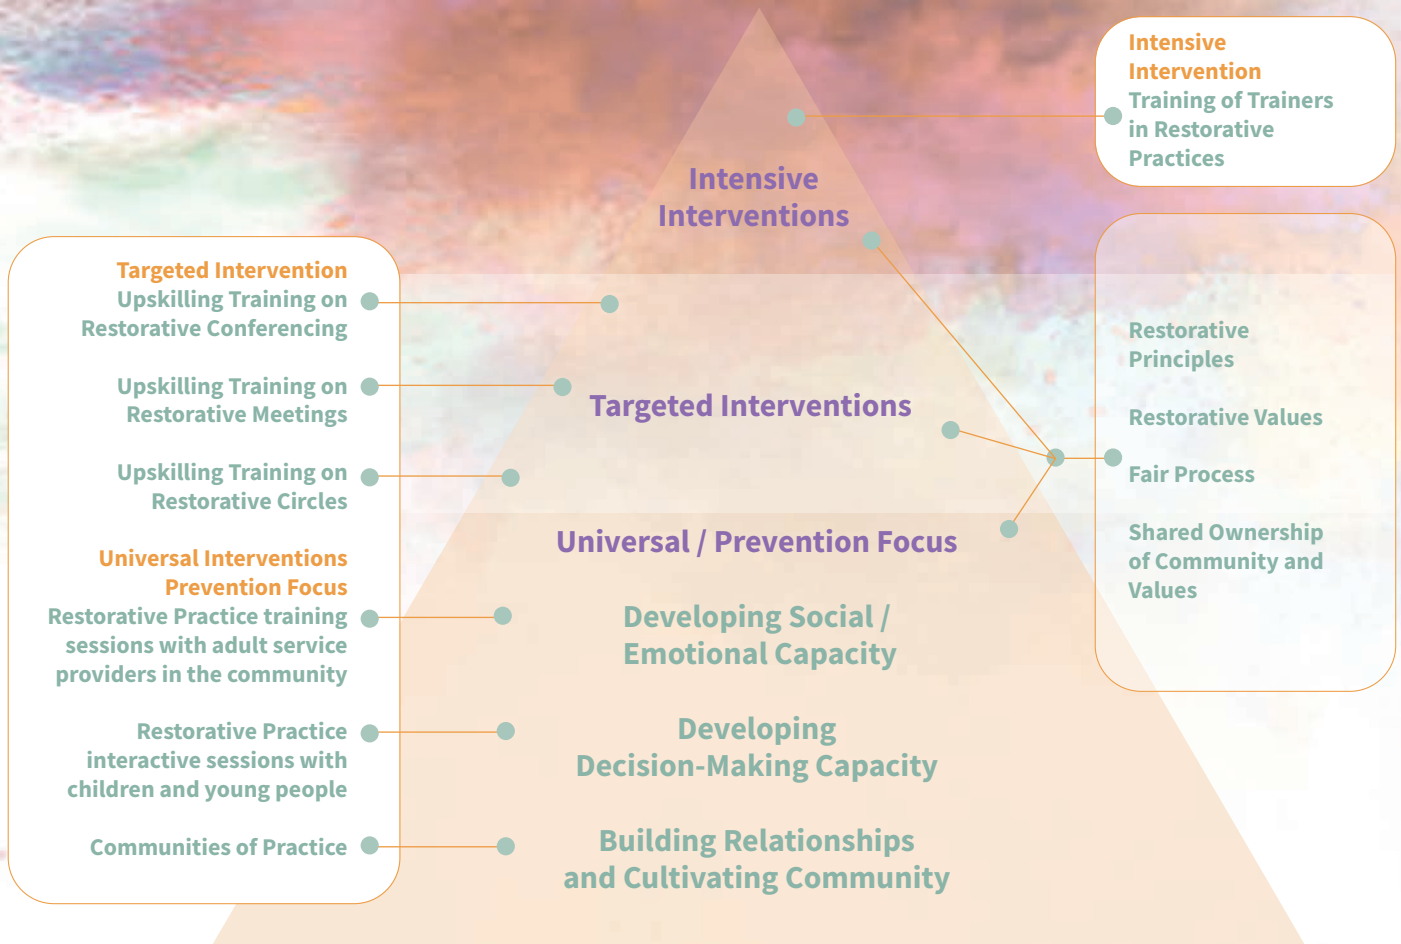 Intensive
Intervention
Training of Trainers
in Restorative
Practices
Intensive
Interventions
Targeted Intervention
Upskilling Training on
Restorative Conferencing
Upskilling Training on
Restorative Meetings
Upskilling Training on
Restorative Circles
Universal Interventions
Prevention Focus
Restorative Practice training
sessions with adult service
providers in the community
Restorative Practice
interactive sessions with
children and young people
Communities of Practice
Targeted Interventions
Universal / Prevention Focus
Developing Social /
Emotional Capacity
Developing
Decision-Making Capacity
Building Relationships
and Cultivating Community
Restorative
Principles
Restorative Values
Fair Process
Shared Ownership
of Community and
Values